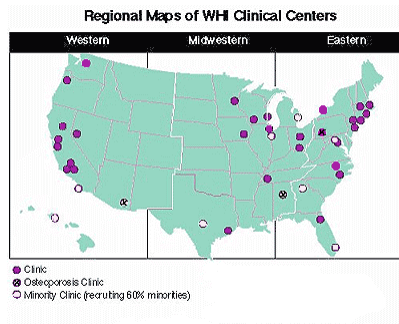 Regional Maps of WHI Clinical Centers
Western Midwestern Eastern
Clinic
Osteoporosis Clinic
Minority Clinic (recruiting 60% minorities)